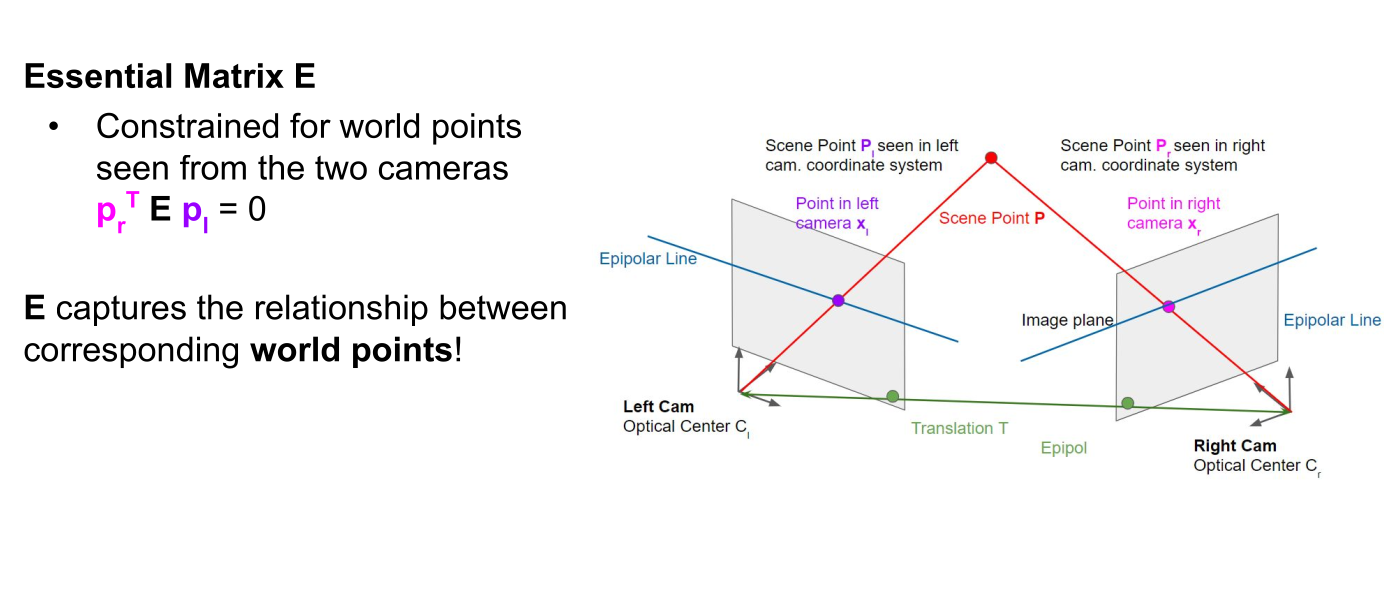 Essential Matrix E
• Constrained for world points
seen from the two cameras
p_r^T E p_l = 0
E captures the relationship between
corresponding world points!
Scene Point P_l seen in left
cam. coordinate system
Scene Point P_r seen in right
cam. coordinate system
Point in left
camera x_l
Scene Point P
Point in right
camera x_r
Epipolar Line
Image plane
Epipolar Line
Left Cam
Optical Center C_l
Translation T
Epipol
Right Cam
Optical Center C_r